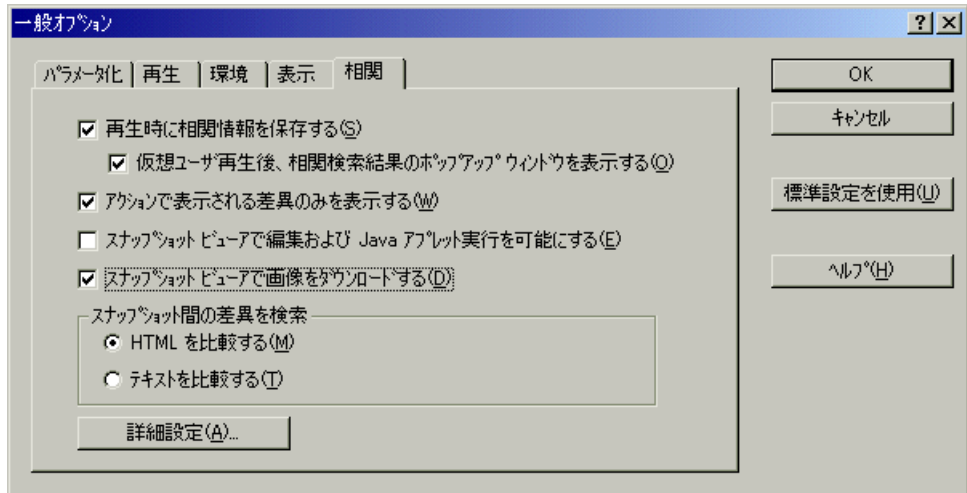 一般オプション
パラメータ化 再生 環境 表示 相関
再生時に相関情報を保存する(S)
仮想ユーザ再生後、相関検索結果のポップアップ ウィンドウを表示する(O)
アクションで表示される差異のみを表示する(W)
スナップショット ビューアで編集および Java アプレット実行を可能にする(E)
スナップショット ビューアで画像をダウンロードする(D)
スナップショット間の差異を検索
HTML を比較する(M)
テキストを比較する(T)
詳細設定(A)...
OK
キャンセル
標準設定を使用(U)
ヘルプ(H)